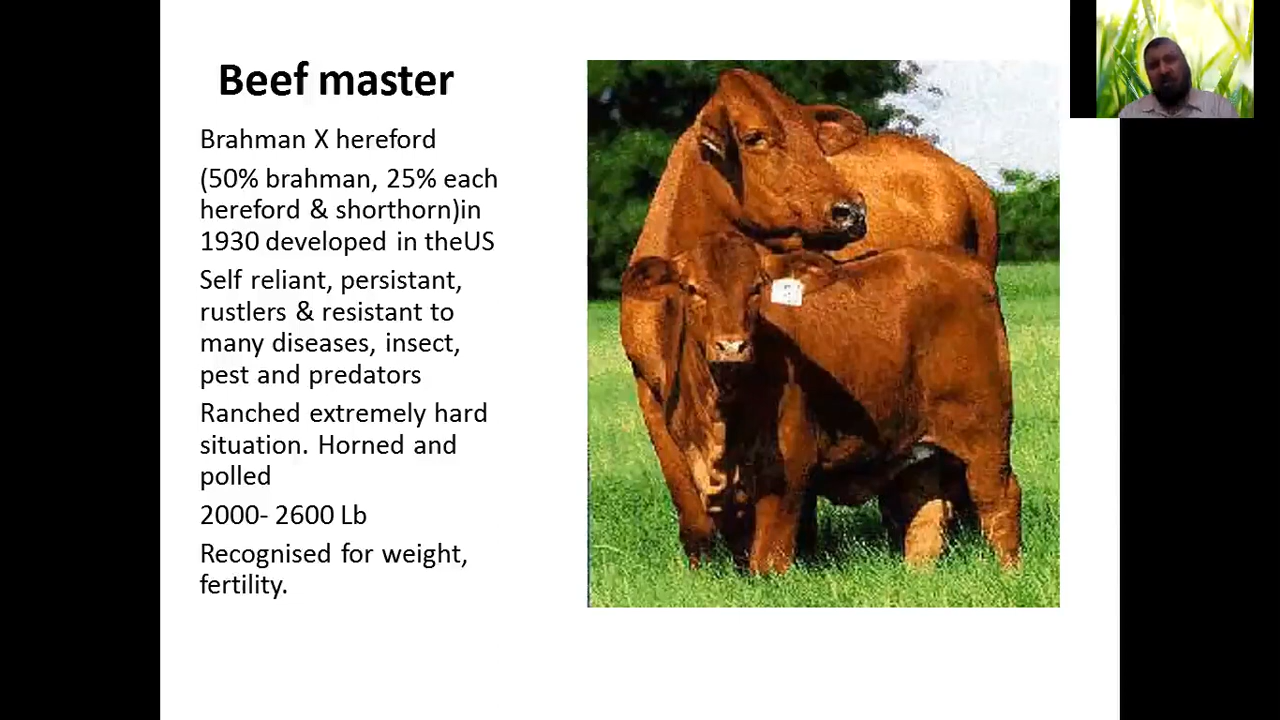 Beef master
Brahman X hereford
(50% brahman, 25% each
hereford & shorthorn)in
1930 developed in theUS
Self reliant, persistant,
rustlers & resistant to
many diseases, insect,
pest and predators
Ranched extremely hard
situation. Horned and
polled
2000- 2600 Lb
Recognised for weight,
fertility.